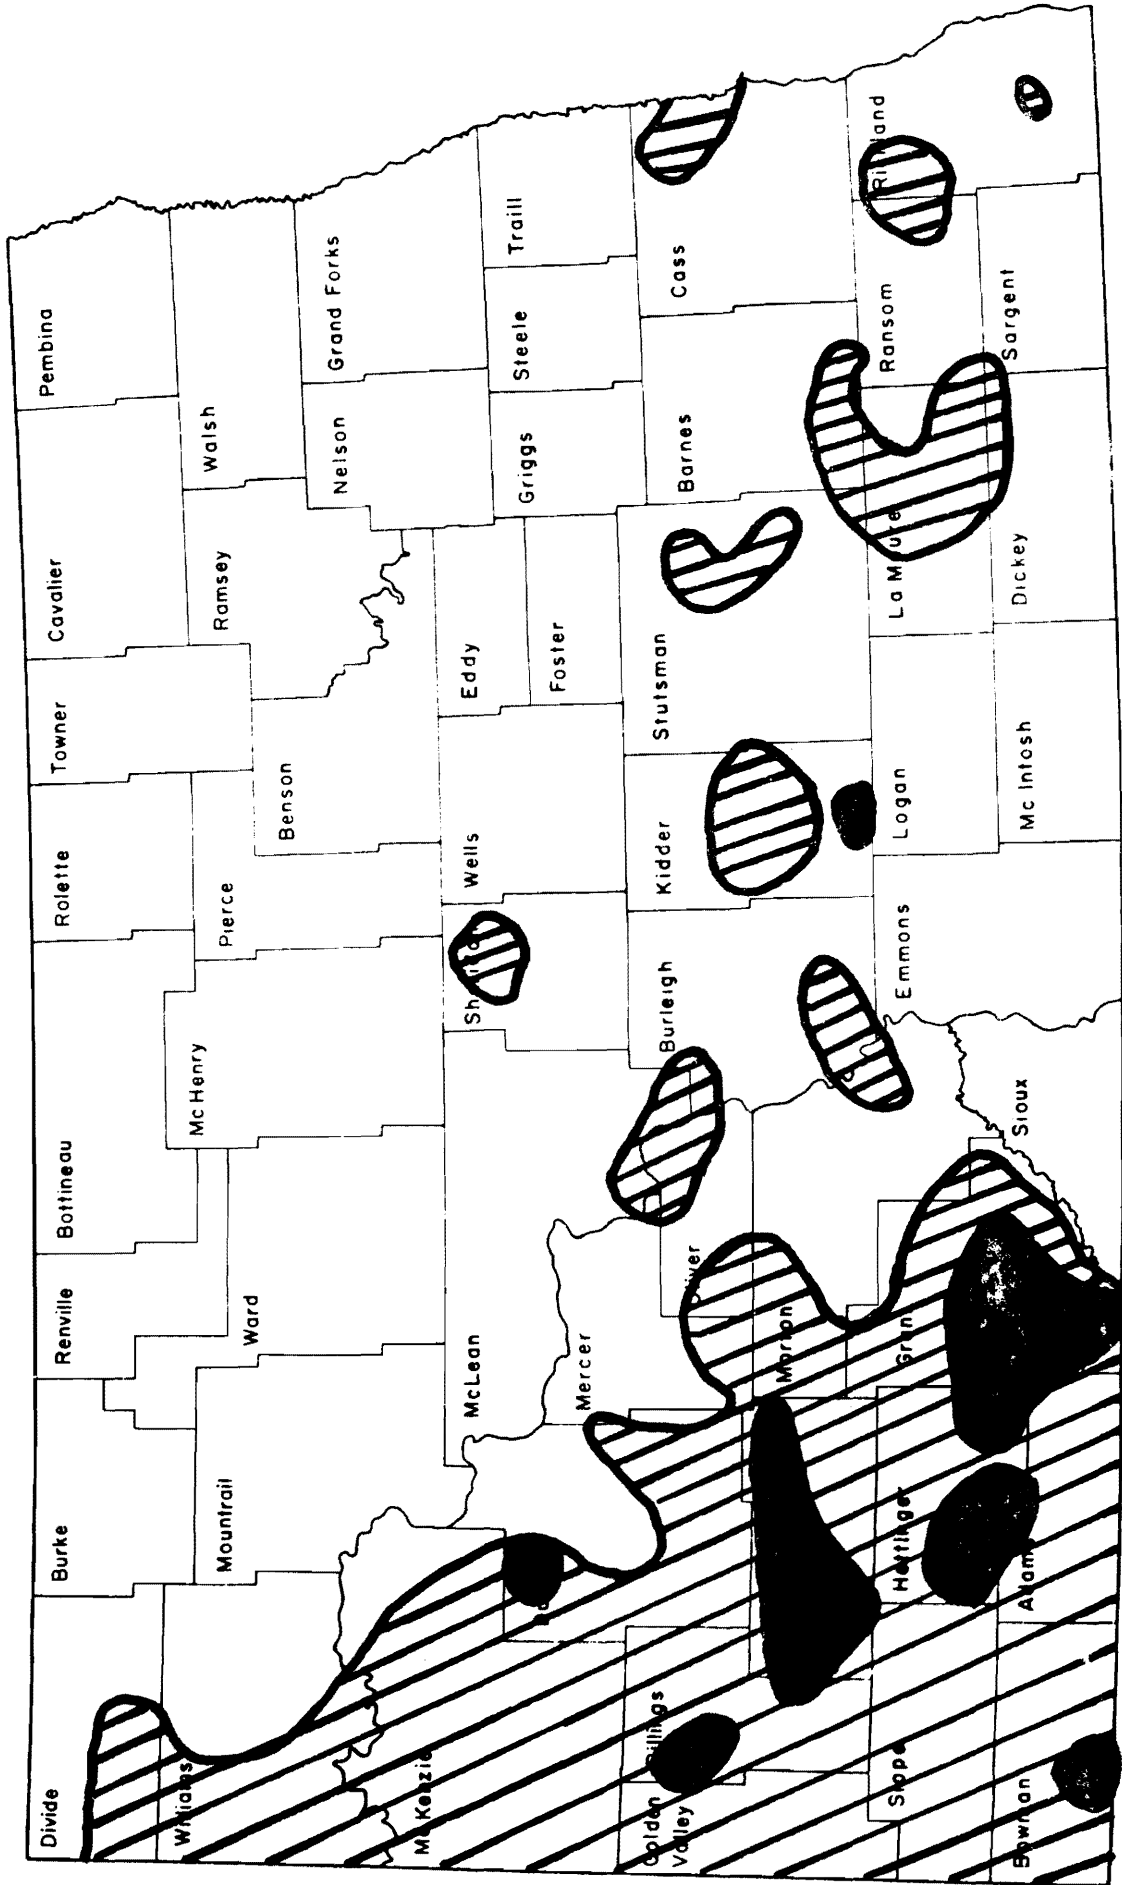 Divide
Burke
Renville
Bottineau
Rolette
Towner
Cavalier
Pembina
Williams
Mountrail
Ward
McHenry
Pierce
Benson
Ramsey
Walsh
Nelson
Grand Forks
McKenzie
McLean
Mercer
Wells
Eddy
Foster
Griggs
Steele
Traill
Golden
Valley
Billings
Burleigh
Kidder
Stutsman
Barnes
Cass
Morton
Slope
Hettinger
Emmons
Logan
La Moure
Ransom
Bowman
Sioux
Mc Intosh
Dickey
Sargent